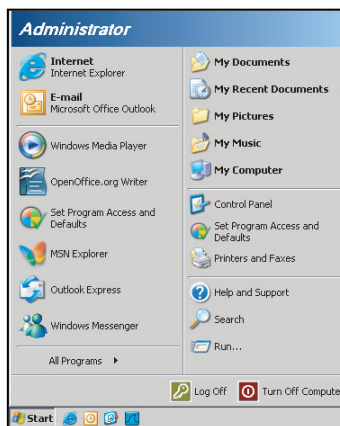 Administrator
Internet
Internet Explorer
E-mail
Microsoft Office Outlook
Windows Media Player
OpenOffice.org Writer
Set Program Access and
Defaults
MSN Explorer
Outlook Express
Windows Messenger
All Programs
My Documents
My Recent Documents
My Pictures
My Music
My Computer
Control Panel
Set Program Access and
Defaults
Printers and Faxes
Help and Support
Search
Run...
Log Off
Turn Off Compute
Start